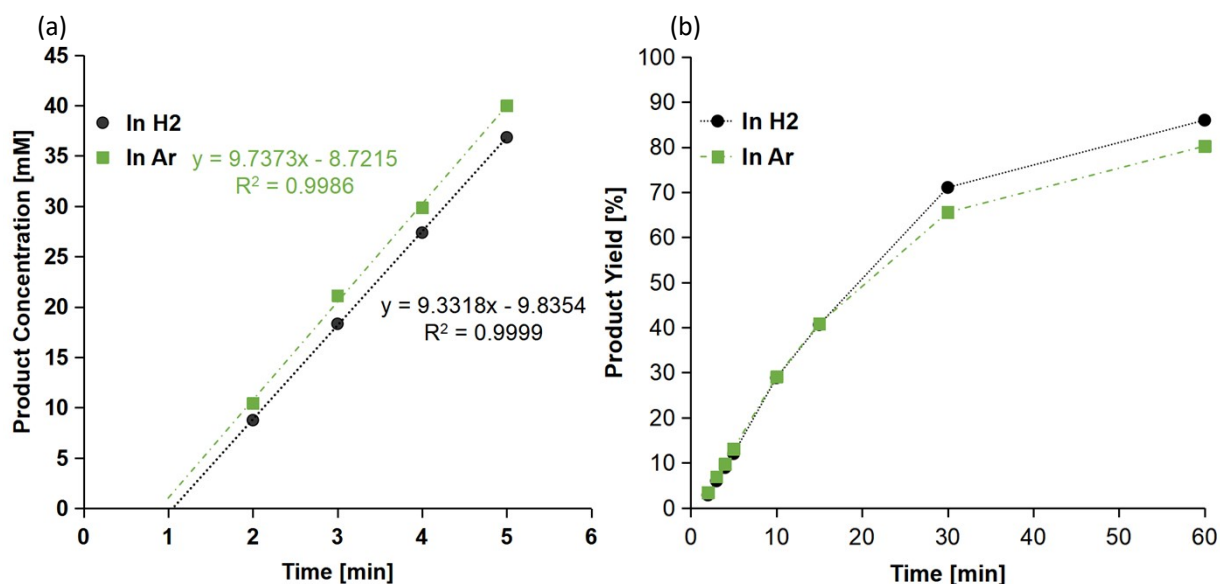 (a)
Product Concentration [mM]
45
40
35
30
25
20
15
10
5
0
In H2
In Ar
y = 9.7373x - 8.7215
R² = 0.9986
y = 9.3318x - 9.8354
R² = 0.9999
0 1 2 3 4 5 6
Time [min]
(b)
Product Yield [%]
100
90
80
70
60
50
40
30
20
10
0
In H2
In Ar
0 10 20 30 40 50 60
Time [min]